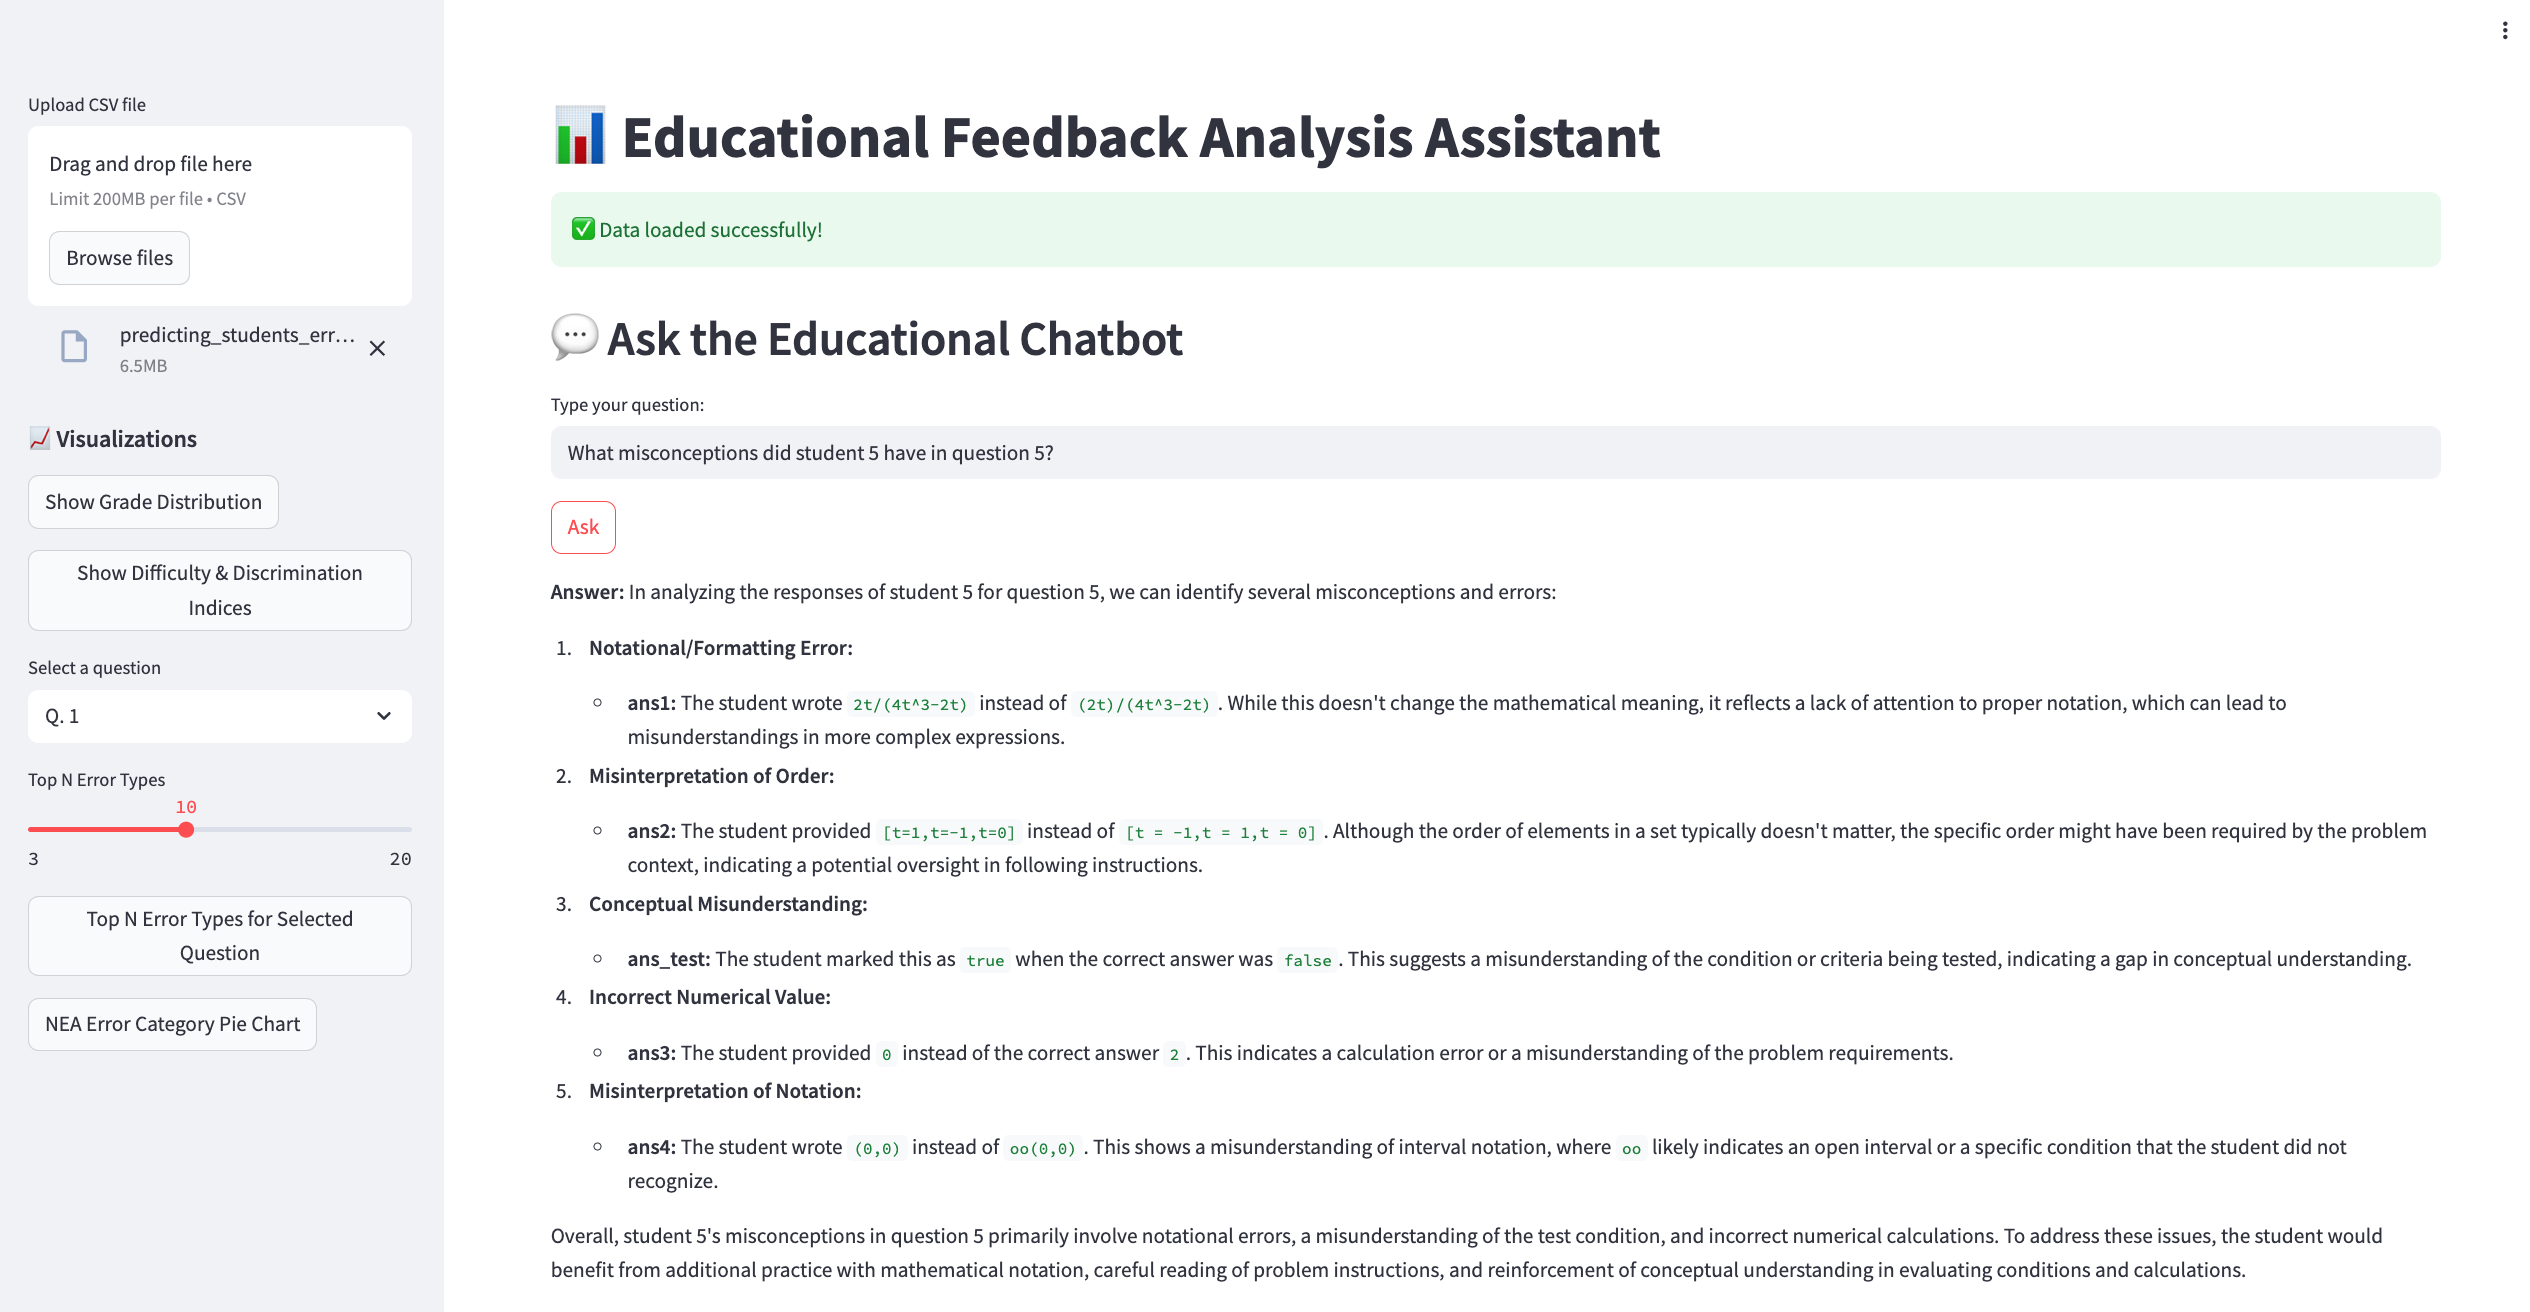 Upload CSV file
Drag and drop file here
Limit 200MB per file • CSV
Browse files
predicting_students_err...
6.5MB
📈 Visualizations
Show Grade Distribution
Show Difficulty & Discrimination
Indices
Select a question
Q. 1
Top N Error Types
10
3 20
Top N Error Types for Selected
Question
NEA Error Category Pie Chart
📊 Educational Feedback Analysis Assistant
✅ Data loaded successfully!
💬 Ask the Educational Chatbot
Type your question:
What misconceptions did student 5 have in question 5?
Ask
Answer: In analyzing the responses of student 5 for question 5, we can identify several misconceptions and errors:
1. Notational/Formatting Error:
○ ans1: The student wrote 2t/(4t^3-2t) instead of (2t)/(4t^3-2t) . While this doesn't change the mathematical meaning, it reflects a lack of attention to proper notation, which can lead to
misunderstandings in more complex expressions.
2. Misinterpretation of Order:
○ ans2: The student provided [t=1,t=-1,t=0] instead of [t = -1,t = 1,t = 0] . Although the order of elements in a set typically doesn't matter, the specific order might have been required by the problem
context, indicating a potential oversight in following instructions.
3. Conceptual Misunderstanding:
○ ans_test: The student marked this as true when the correct answer was false . This suggests a misunderstanding of the condition or criteria being tested, indicating a gap in conceptual understanding.
4. Incorrect Numerical Value:
○ ans3: The student provided 0 instead of the correct answer 2 . This indicates a calculation error or a misunderstanding of the problem requirements.
5. Misinterpretation of Notation:
○ ans4: The student wrote (0,0) instead of oo(0,0) . This shows a misunderstanding of interval notation, where oo likely indicates an open interval or a specific condition that the student did not
recognize.
Overall, student 5's misconceptions in question 5 primarily involve notational errors, a misunderstanding of the test condition, and incorrect numerical calculations. To address these issues, the student would
benefit from additional practice with mathematical notation, careful reading of problem instructions, and reinforcement of conceptual understanding in evaluating conditions and calculations.